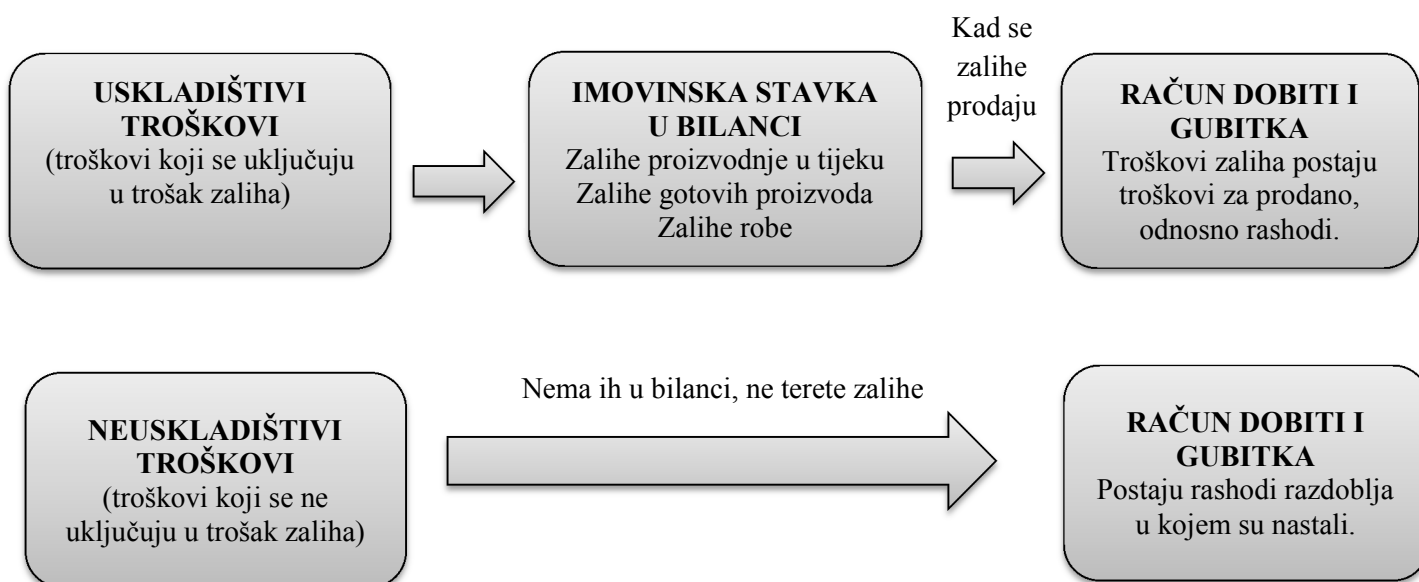 USKLADIŠTIVI
TROŠKOVI
(troškovi koji se uključuju
u trošak zaliha)
IMOVINSKA STAVKA
U BILANCI
Zalihe proizvodnje u tijeku
Zalihe gotovih proizvoda
Zalihe robe
Kad se
zalihe
prodaju
RAČUN DOBITI I
GUBITKA
Troškovi zaliha postaju
troškovi za prodano,
odnosno rashodi.
NEUSKLADIŠTIVI
TROŠKOVI
(troškovi koji se ne
uključuju u trošak zaliha)
Nema ih u bilanci, ne terete zalihe
RAČUN DOBITI I
GUBITKA
Postaju rashodi razdoblja
u kojem su nastali.